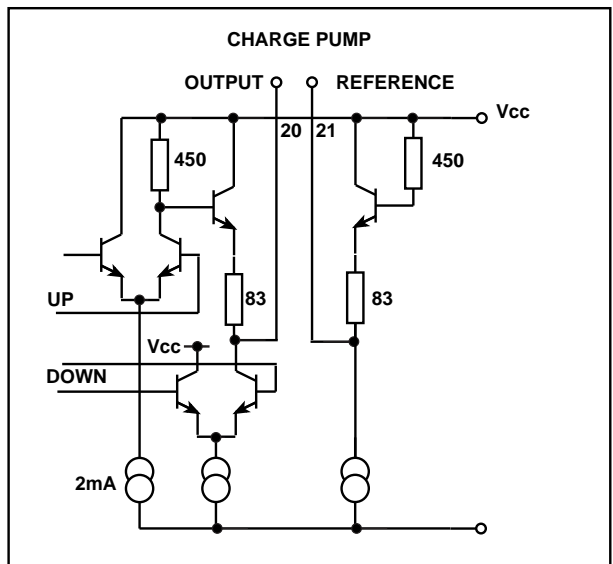 CHARGE PUMP
OUTPUT REFERENCE
20 21
Vcc
450
450
UP
83
83
Vcc
DOWN
2mA